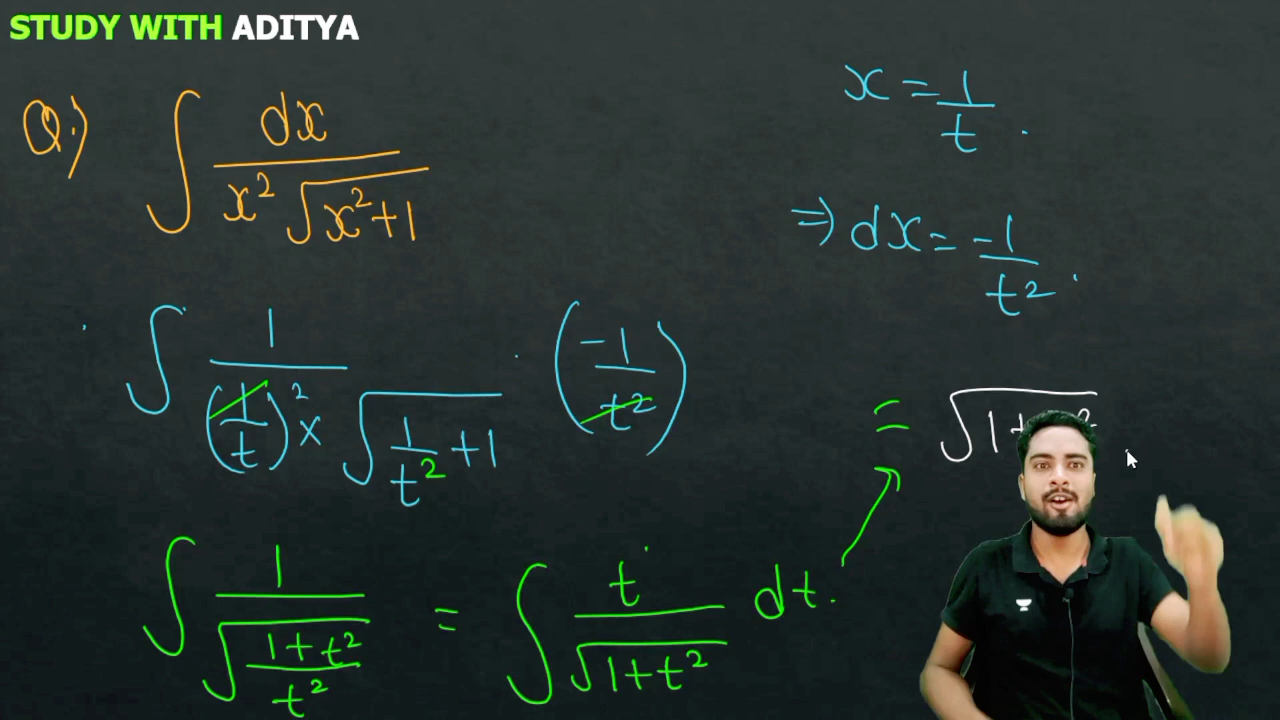 STUDY WITH ADITYA
Q.) ∫ dx / (x² √(x²+1))
x = 1/t .
⇒ dx = -1/t² .
∫ 1 / ((1/t)² × √(1/t² + 1)) · (-1/t²)
= √(1+
∫ 1 / √((1+t²)/t²) = ∫ t / √(1+t²) dt.